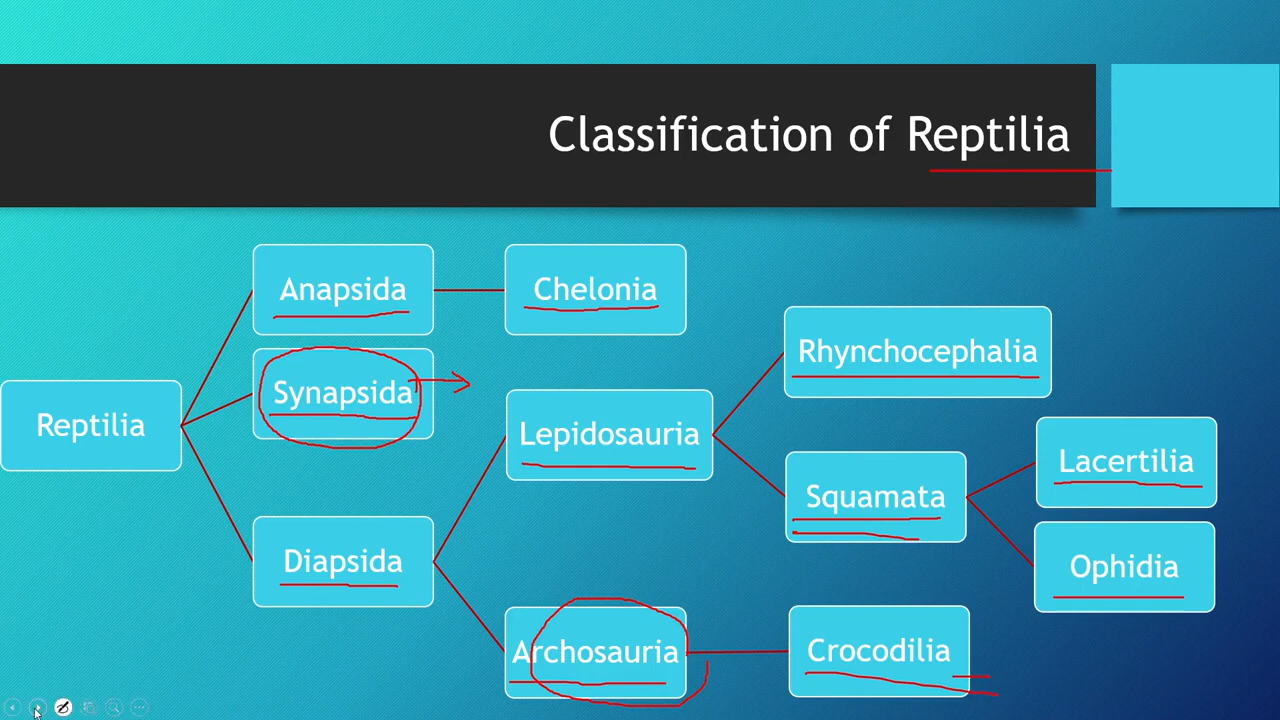 Classification of Reptilia
Anapsida
Chelonia
Rhynchocephalia
Synapsida
Reptilia
Lepidosauria
Lacertilia
Squamata
Diapsida
Ophidia
Archosauria
Crocodilia